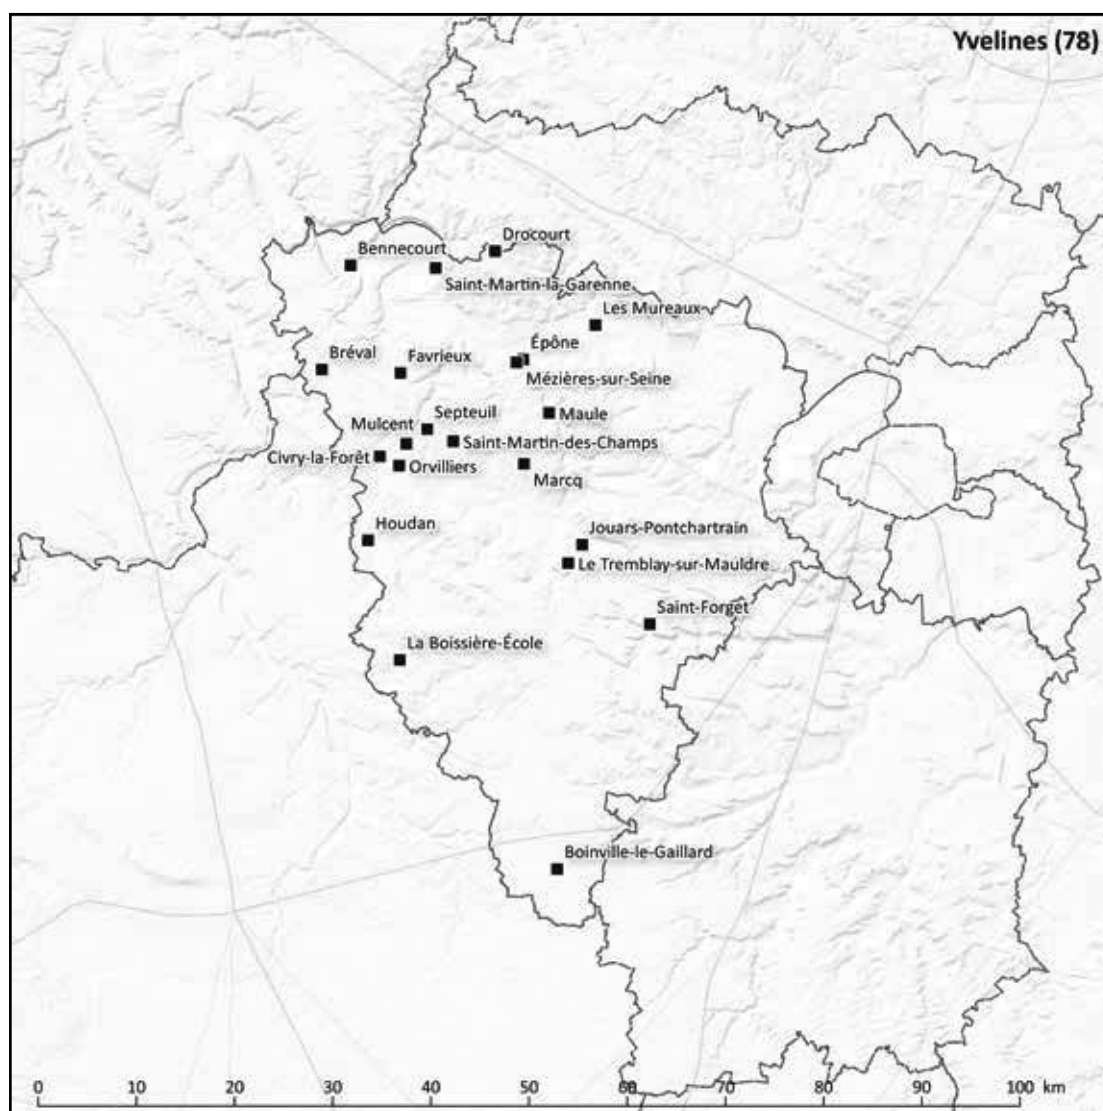 Yvelines (78)
Drocourt
Bennecourt
Saint-Martin-la-Garenne
Les Mureaux
Épône
Bréval
Favrieux
Mézières-sur-Seine
Septeuil
Maule
Mulcent
Saint-Martin-des-Champs
Civry-la-Forêt
Orvilliers
Marcq
Houdan
Jouars-Pontchartrain
Le Tremblay-sur-Mauldre
Saint-Forget
La Boissière-École
Boinville-le-Gaillard
0 10 20 30 40 50 60 70 80 90 100 km